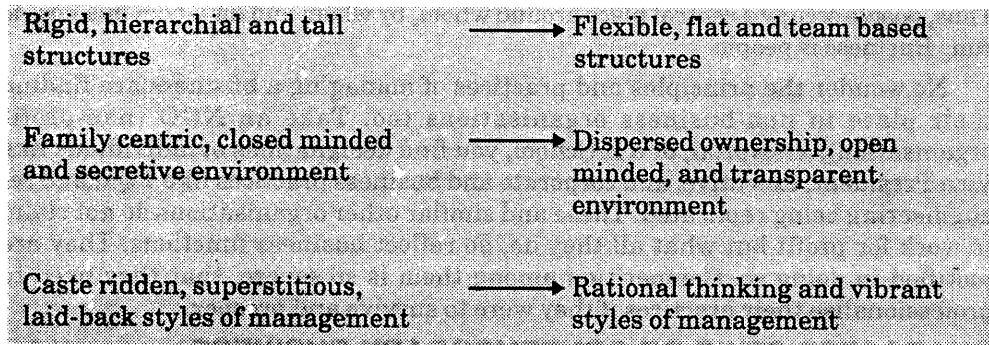 Rigid, hierarchial and tall → Flexible, flat and team based
structures structures
Family centric, closed minded → Dispersed ownership, open
and secretive environment minded, and transparent
environment
Caste ridden, superstitious, → Rational thinking and vibrant
laid-back styles of management styles of management